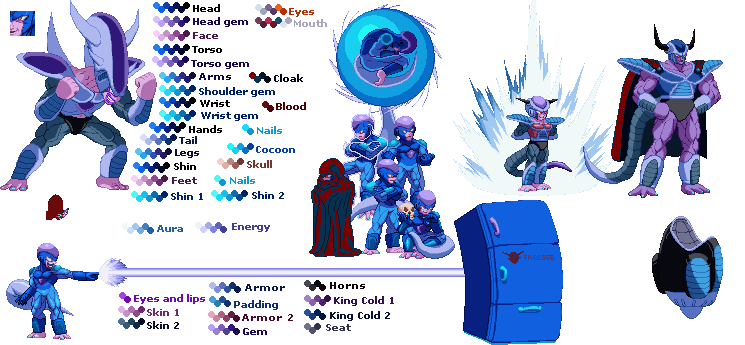 Head
Eyes
Head gem
Mouth
Face
Torso
Torso gem
Arms
Cloak
Shoulder gem
Wrist
Blood
Wrist gem
Hands
Nails
Tail
Cocoon
Legs
Shin
Skull
Feet
Nails
Shin 1
Shin 2
Aura
Energy
FREEZER
Eyes and lips
Armor
Horns
Skin 1
Padding
King Cold 1
Skin 2
Armor 2
King Cold 2
Gem
Seat